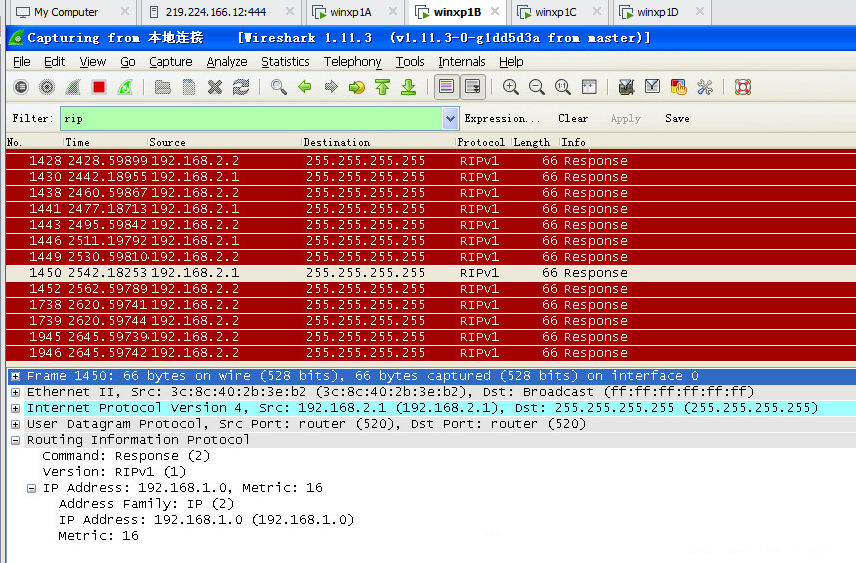 My Computer × 219.224.166.12:444 × winxp1A × winxp1B × winxp1C × winxp1D ×
Capturing from 本地连接 [Wireshark 1.11.3 (v1.11.3-0-g1dd5d3a from master)]
File Edit View Go Capture Analyze Statistics Telephony Tools Internals Help
Filter: rip Expression... Clear Apply Save
No. Time Source Destination Protocol Length Info
1428 2428.59899 192.168.2.2 255.255.255.255 RIPv1 66 Response
1430 2442.18955 192.168.2.1 255.255.255.255 RIPv1 66 Response
1438 2460.59867 192.168.2.2 255.255.255.255 RIPv1 66 Response
1441 2477.18713 192.168.2.1 255.255.255.255 RIPv1 66 Response
1443 2495.59842 192.168.2.2 255.255.255.255 RIPv1 66 Response
1446 2511.19792 192.168.2.1 255.255.255.255 RIPv1 66 Response
1449 2530.59810 192.168.2.2 255.255.255.255 RIPv1 66 Response
1450 2542.18253 192.168.2.1 255.255.255.255 RIPv1 66 Response
1452 2562.59789 192.168.2.2 255.255.255.255 RIPv1 66 Response
1738 2620.59741 192.168.2.2 255.255.255.255 RIPv1 66 Response
1739 2620.59744 192.168.2.2 255.255.255.255 RIPv1 66 Response
1945 2645.59739 192.168.2.2 255.255.255.255 RIPv1 66 Response
1946 2645.59742 192.168.2.2 255.255.255.255 RIPv1 66 Response
Frame 1450: 66 bytes on wire (528 bits), 66 bytes captured (528 bits) on interface 0
Ethernet II, Src: 3c:8c:40:2b:3e:b2 (3c:8c:40:2b:3e:b2), Dst: Broadcast (ff:ff:ff:ff:ff:ff)
Internet Protocol Version 4, Src: 192.168.2.1 (192.168.2.1), Dst: 255.255.255.255 (255.255.255.255)
User Datagram Protocol, Src Port: router (520), Dst Port: router (520)
Routing Information Protocol
Command: Response (2)
Version: RIPv1 (1)
IP Address: 192.168.1.0, Metric: 16
Address Family: IP (2)
IP Address: 192.168.1.0 (192.168.1.0)
Metric: 16